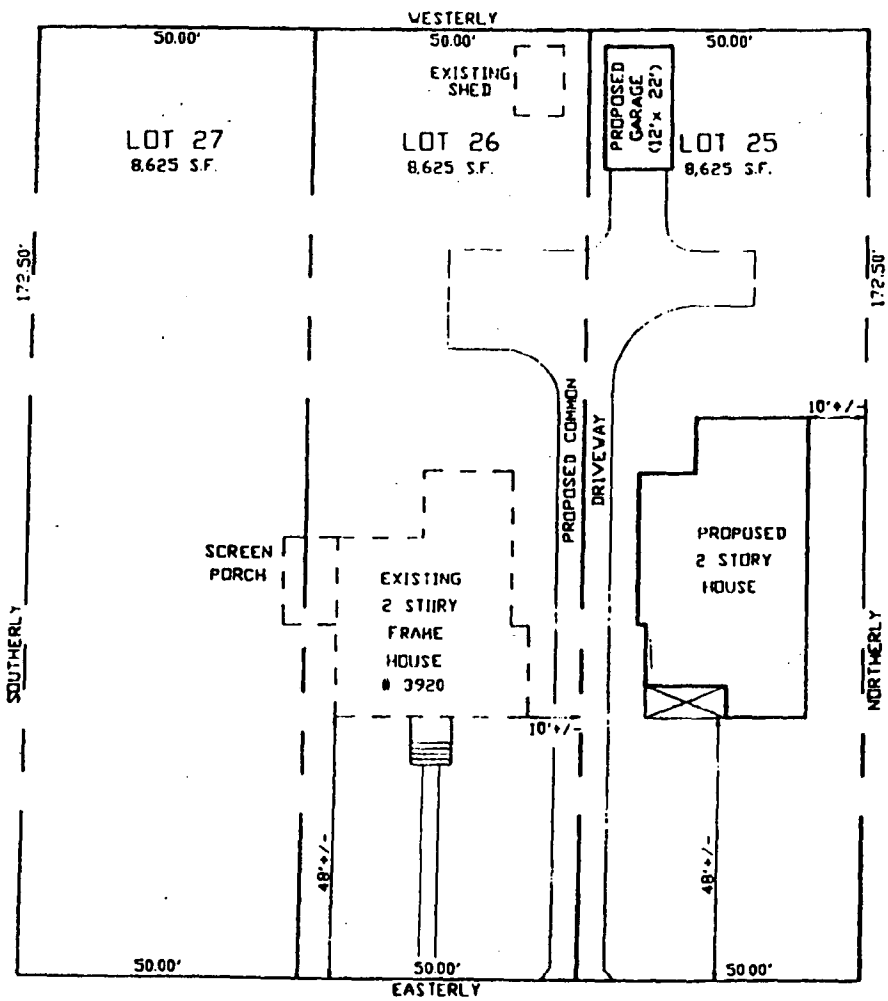 WESTERLY
50.00'
50.00'
50.00'
EXISTING
SHED
PROPOSED
GARAGE
(12'x 22')
LOT 27
8,625 S.F.
LOT 26
8,625 S.F.
LOT 25
8,625 S.F.
172.50'
172.50'
10'+/-
PROPOSED COMMON
DRIVEWAY
SCREEN
PORCH
EXISTING
2 STORY
FRAME
HOUSE
# 3920
PROPOSED
2 STORY
HOUSE
SOUTHERLY
NORTHERLY
10'+/-
48'+/-
48'+/-
50.00'
50.00'
50.00'
EASTERLY